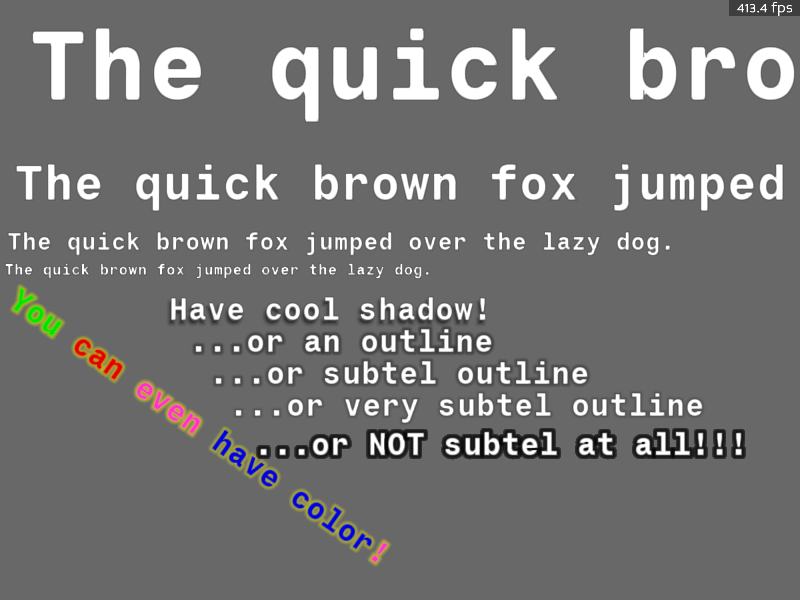 413.4 fps
The quick bro
The quick brown fox jumped
The quick brown fox jumped over the lazy dog.
The quick brown fox jumped over the lazy dog.
You can even have color!
Have cool shadow!
...or an outline
...or subtel outline
...or very subtel outline
...or NOT subtel at all!!!